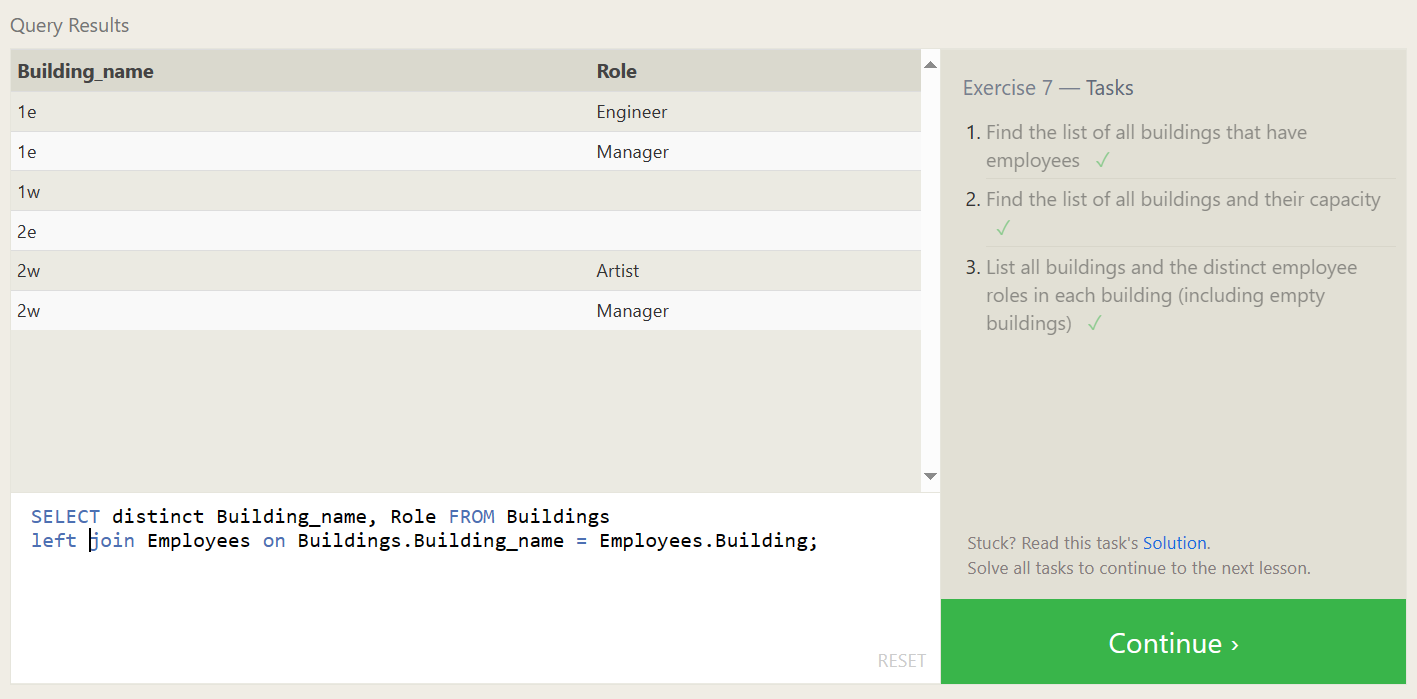 Query Results
Building_name Role
1e Engineer
1e Manager
1w
2e
2w Artist
2w Manager
SELECT distinct Building_name, Role FROM Buildings
left join Employees on Buildings.Building_name = Employees.Building;
RESET
Exercise 7 — Tasks
1. Find the list of all buildings that have
employees ✓
2. Find the list of all buildings and their capacity
✓
3. List all buildings and the distinct employee
roles in each building (including empty
buildings) ✓
Stuck? Read this task's Solution.
Solve all tasks to continue to the next lesson.
Continue ›